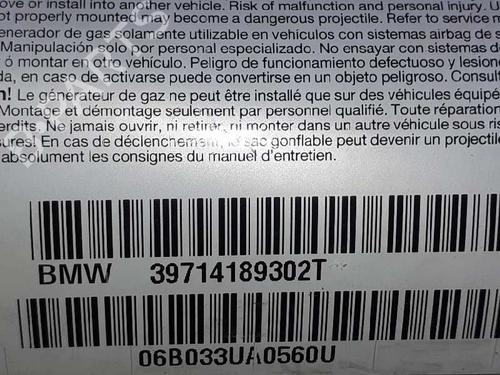 ove or install into another vehicle. Risk of malfunction and personal injury. U
ot properly mounted may become a dangerous projectile. Refer to service m
enerador de gas solamente utilizable en vehículos con sistemas airbag de s
Manipulación solo por personal especializado. No ensayar con sistemas d
ó montar en otro vehículo. Peligro de funcionamiento defectuoso y lesion
da, en caso de activarse puede convertirse en un objeto peligroso. Consult
n! Le générateur de gaz ne peut être installé que sur des véhicules équipé
Montage et démontage seulement par personnel qualifié. Toute réparation
erdite. Ne jamais ouvrir, ni retirer, ni monter dans un autre véhicule sous ris
sures! En cas de déclenchement, le sac gonflable peut devenir un projectile
absolument les consignes du manuel d'entretien.
BMW 39714189302T
06B033UA0560U